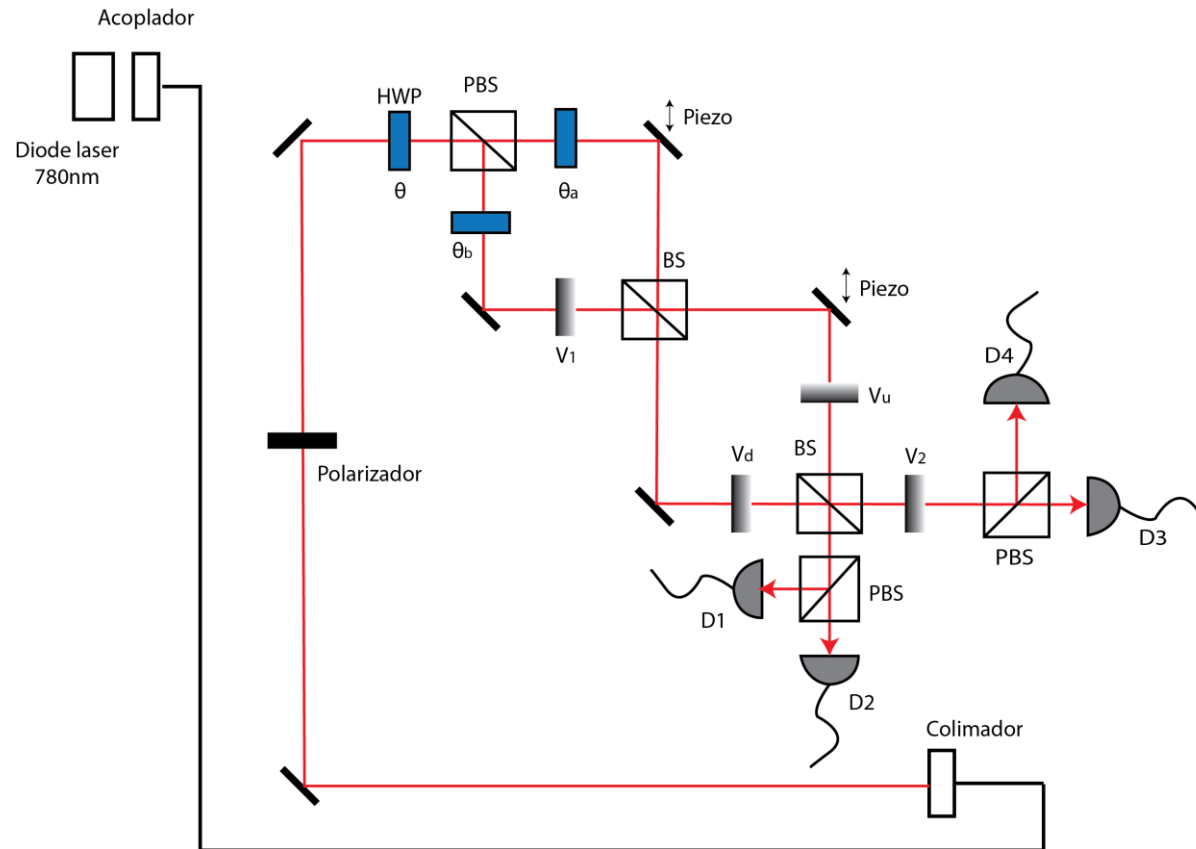 Acoplador
Diode laser
780nm
HWP
PBS
Piezo
θ
θa
θb
BS
Piezo
V1
Vu
D4
Polarizador
Vd
BS
V2
D3
PBS
PBS
D1
D2
Colimador